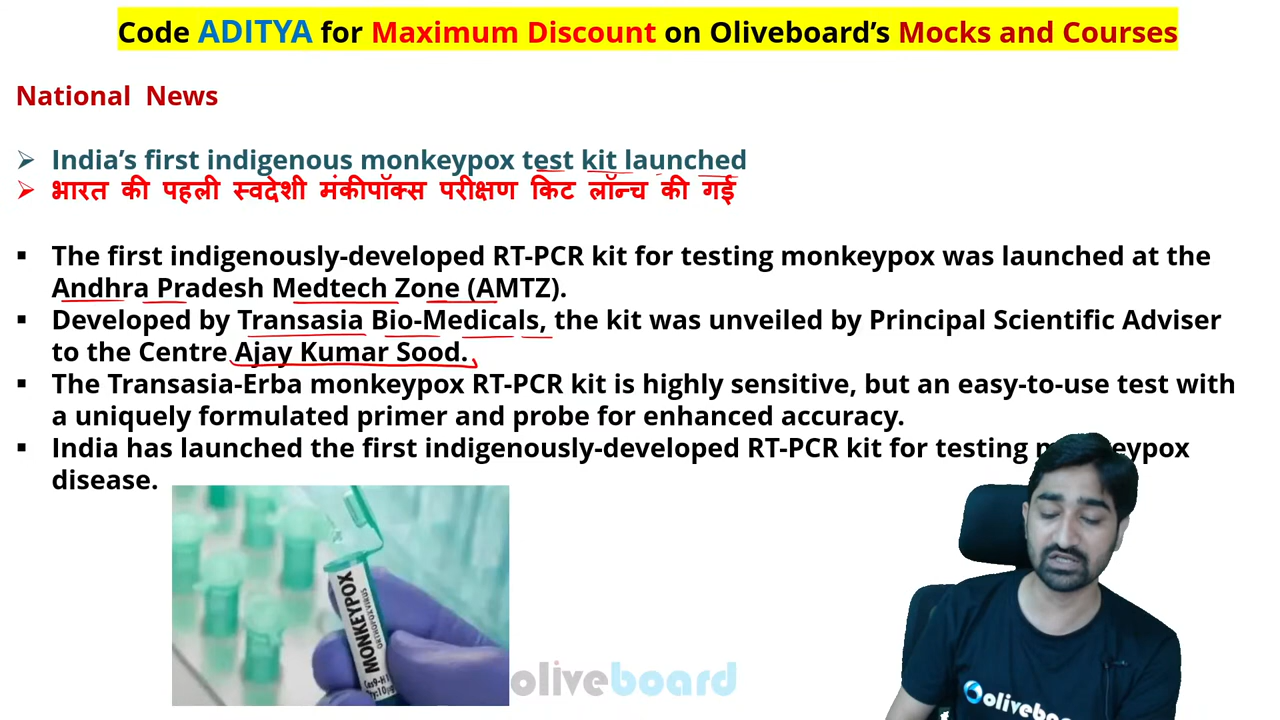 Code ADITYA for Maximum Discount on Oliveboard’s Mocks and Courses
National News
➢ India’s first indigenous monkeypox test kit launched
➢ भारत की पहली स्वदेशी मंकीपॉक्स परीक्षण किट लॉन्च की गई
▪ The first indigenously-developed RT-PCR kit for testing monkeypox was launched at the
Andhra Pradesh Medtech Zone (AMTZ).
▪ Developed by Transasia Bio-Medicals, the kit was unveiled by Principal Scientific Adviser
to the Centre Ajay Kumar Sood.
▪ The Transasia-Erba monkeypox RT-PCR kit is highly sensitive, but an easy-to-use test with
a uniquely formulated primer and probe for enhanced accuracy.
▪ India has launched the first indigenously-developed RT-PCR kit for testing
disease.
MONKEYPOX
ORTHOPOXVIRUS
oliveboard